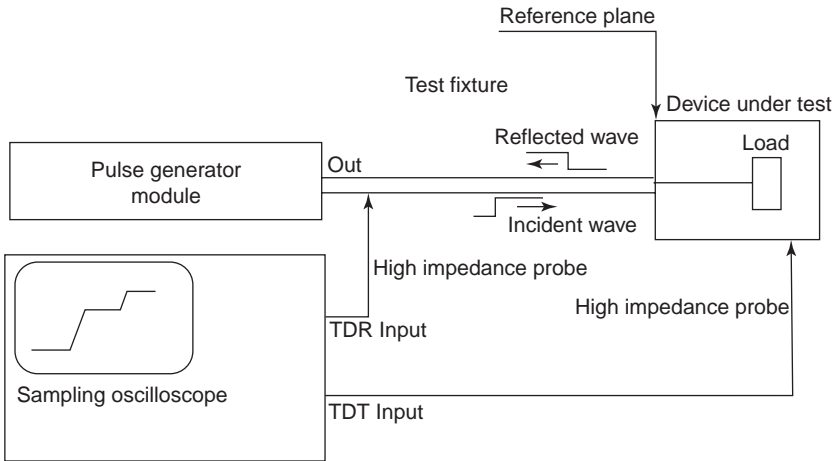 Reference plane
Test fixture
Device under test
Reflected wave
Load
Out
Pulse generator
module
Incident wave
High impedance probe
High impedance probe
TDR Input
Sampling oscilloscope
TDT Input